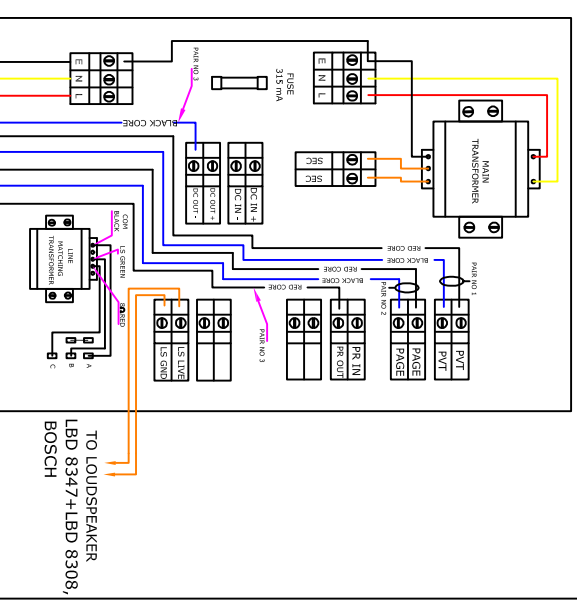 E
N
L
PAIR NO 3
FUSE
315 mA
E
N
L
BLACK CORE
DC OUT -
DC OUT +
DC IN -
DC IN +
SEC
SEC
MAIN
TRANSFORMER
COM
BLACK
LS GREEN
LINE
MATCHING
TRANSFORMER
RED CORE
BLACK CORE
RED CORE
BLACK CORE
RED CORE
PAIR NO 1
PAIR NO 2
PAIR NO 3
LS GND
LS LIVE
PR OUT
PR IN
PAGE
PAGE
PVT
PVT
C
B
A
TO LOUDSPEAKER
LBD 8347+LBD 8308,
BOSCH